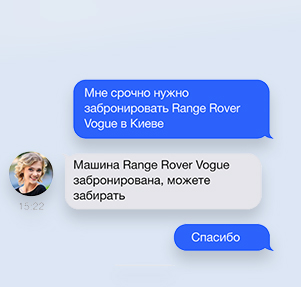 Мне срочно нужно
забронировать Range Rover
Vogue в Киеве
Машина Range Rover Vogue
забронирована, можете
забирать
15:22
Спасибо